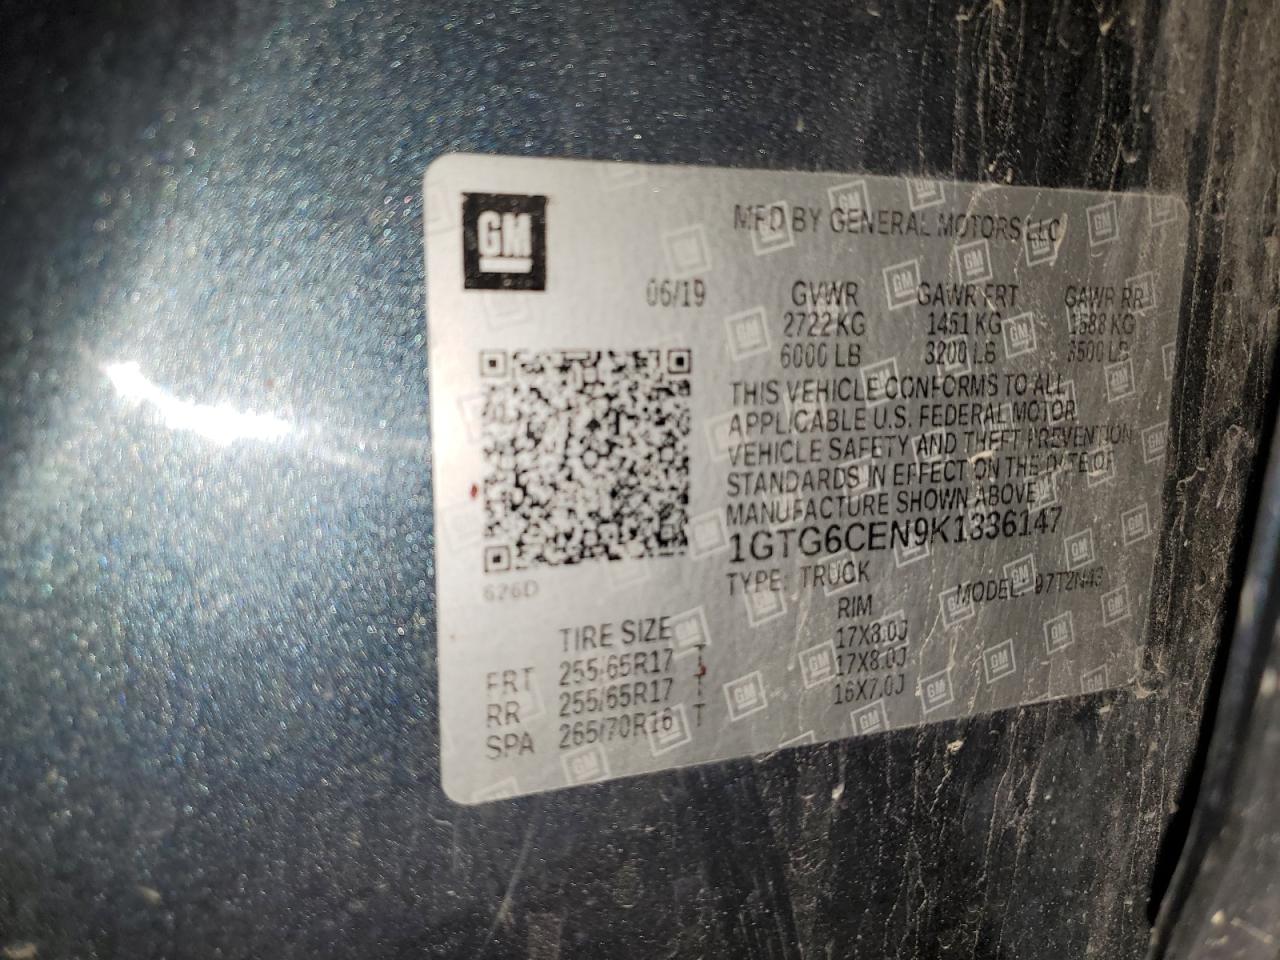 GM
MFD BY GENERAL MOTORS LLC
06/19 GVWR GAWR FRT GAWR RR
2722 KG 1451 KG 1588 KG
6000 LB 3200 LB 3500 LB
THIS VEHICLE CONFORMS TO ALL
APPLICABLE U.S. FEDERAL MOTOR
VEHICLE SAFETY AND THEFT PREVENTION
STANDARDS IN EFFECT ON THE DATE OF
MANUFACTURE SHOWN ABOVE
1GTG6CEN9K1336147
626D
TYPE: TRUCK MODEL: 97T2N43
TIRE SIZE RIM
FRT 255/65R17 T 17X8.0J
RR 255/65R17 T 17X8.0J
SPA 265/70R16 T 16X7.0J